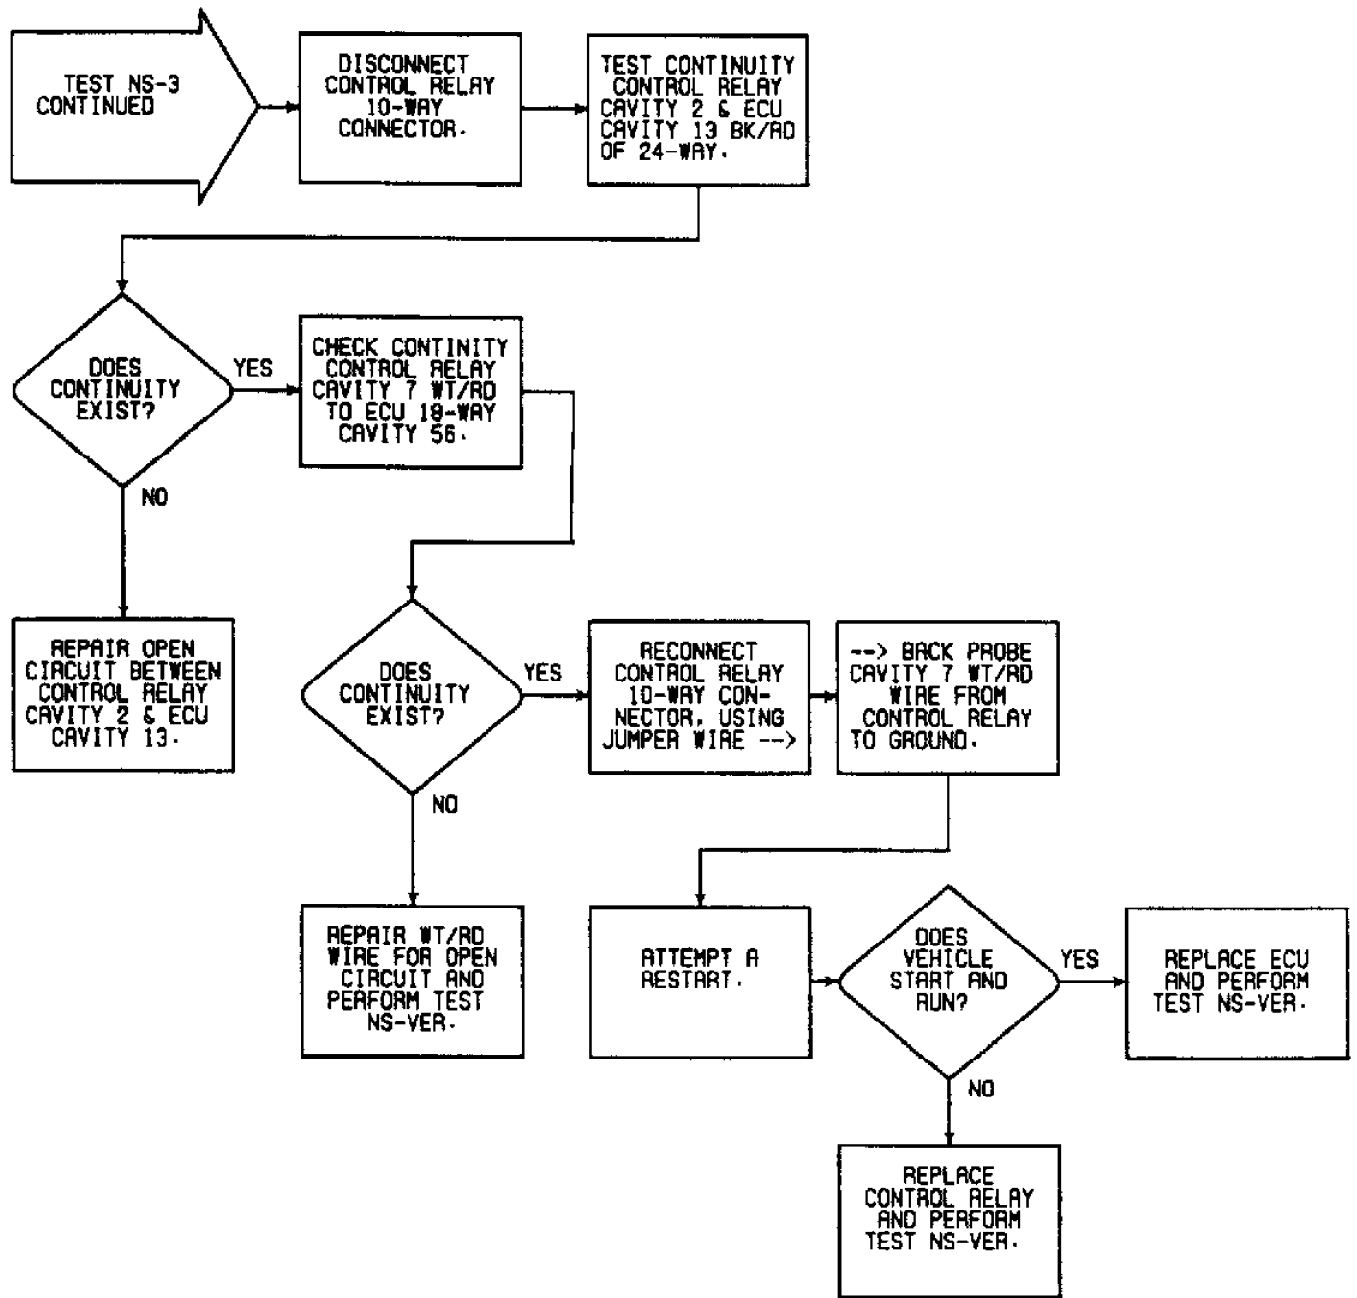 TEST NS-3
CONTINUED
DISCONNECT
CONTROL RELAY
10-WAY
CONNECTOR.
TEST CONTINUITY
CONTROL RELAY
CAVITY 2 & ECU
CAVITY 13 BK/RD
OF 24-WAY.
DOES
CONTINUITY
EXIST?
YES
NO
CHECK CONTINITY
CONTROL RELAY
CAVITY 7 WT/RD
TO ECU 18-WAY
CAVITY 56.
REPAIR OPEN
CIRCUIT BETWEEN
CONTROL RELAY
CAVITY 2 & ECU
CAVITY 13.
DOES
CONTINUITY
EXIST?
YES
NO
RECONNECT
CONTROL RELAY
10-WAY CON-
NECTOR, USING
JUMPER WIRE -->
--> BACK PROBE
CAVITY 7 WT/RD
WIRE FROM
CONTROL RELAY
TO GROUND.
REPAIR WT/RD
WIRE FOR OPEN
CIRCUIT AND
PERFORM TEST
NS-VER.
ATTEMPT A
RESTART.
DOES
VEHICLE
START AND
RUN?
YES
NO
REPLACE ECU
AND PERFORM
TEST NS-VER.
REPLACE
CONTROL RELAY
AND PERFORM
TEST NS-VER.